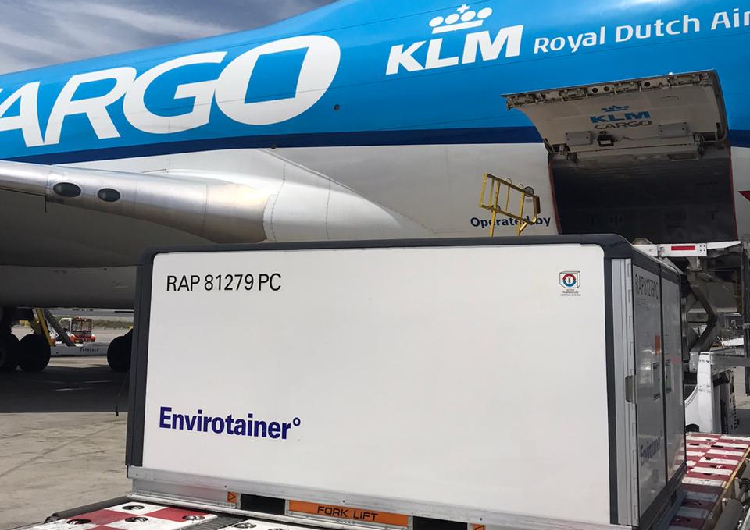 CARGO
KLM Royal Dutch Air
KLM
CARGO
Operated by
RAP 81279 PC
Envirotainer°
FORK LIFT